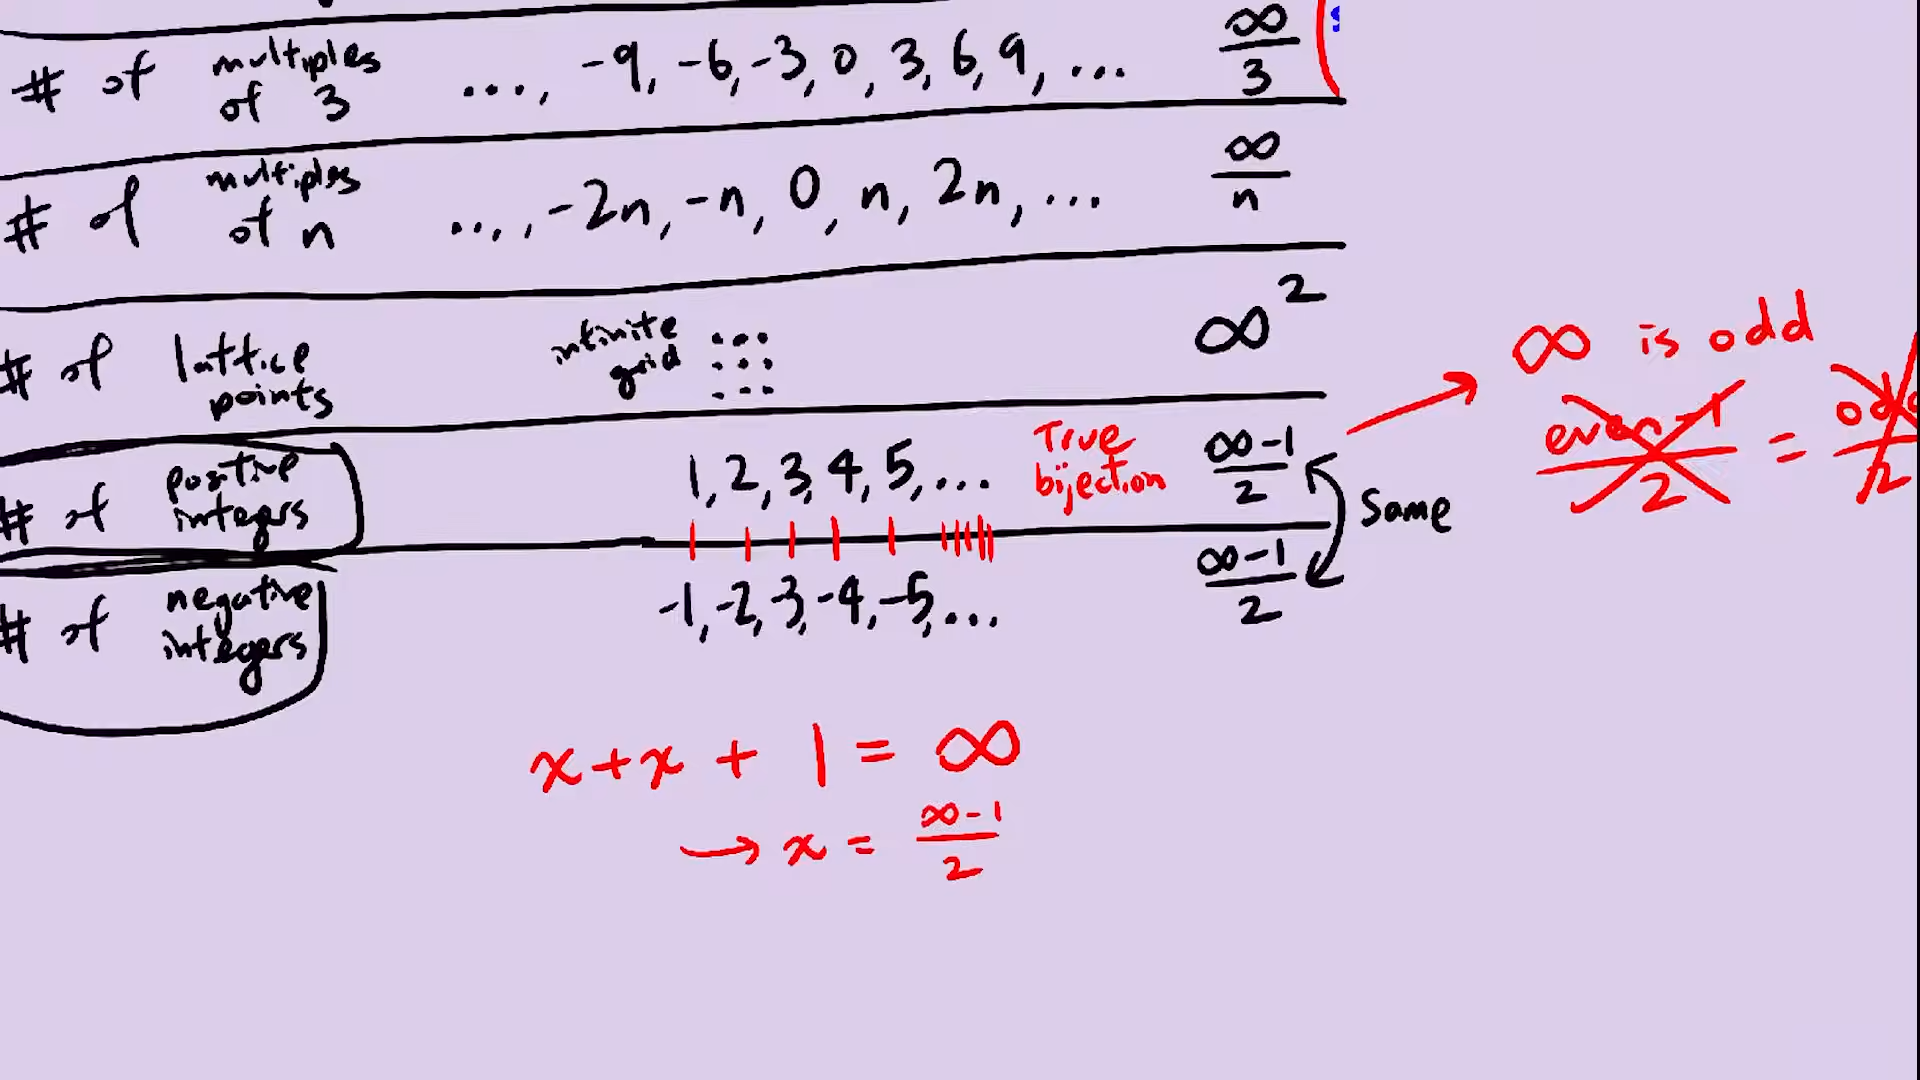 # of multiples of 3 ..., -9, -6, -3, 0, 3, 6, 9, ... ∞/3
# of multiples of n ..., -2n, -n, 0, n, 2n, ... ∞/n
# of lattice points infinite grid ∞²
∞ is odd
# of positive integers 1, 2, 3, 4, 5, ... True bijection (∞-1)/2
even-1/2 =
Same
# of negative integers -1, -2, -3, -4, -5, ... (∞-1)/2
x+x + 1 = ∞
→ x = (∞-1)/2